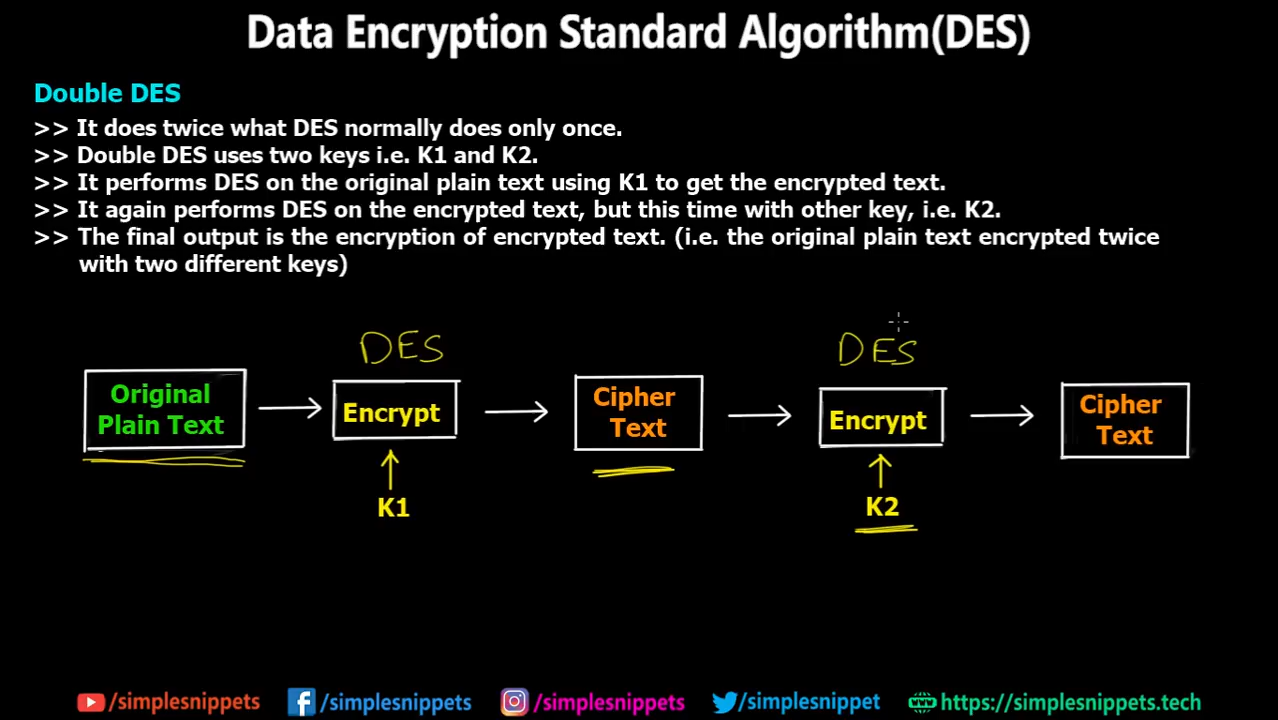 Data Encryption Standard Algorithm(DES)
Double DES
>> It does twice what DES normally does only once.
>> Double DES uses two keys i.e. K1 and K2.
>> It performs DES on the original plain text using K1 to get the encrypted text.
>> It again performs DES on the encrypted text, but this time with other key, i.e. K2.
>> The final output is the encryption of encrypted text. (i.e. the original plain text encrypted twice
with two different keys)
DES DES
Original
Plain Text
Encrypt
Cipher
Text
Encrypt
Cipher
Text
K1 K2
/simplesnippets /simplesnippets /simplesnippets /simplesnippet https://simplesnippets.tech